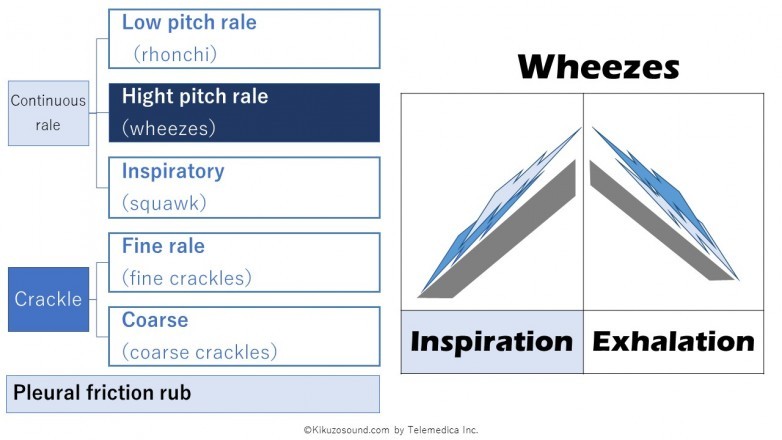 Low pitch rale
(rhonchi)
Continuous
rale
Hight pitch rale
(wheezes)
Inspiratory
(squawk)
Crackle
Fine rale
(fine crackles)
Coarse
(coarse crackles)
Pleural friction rub
Wheezes
Inspiration
Exhalation
©Kikuzosound.com by Telemedica Inc.